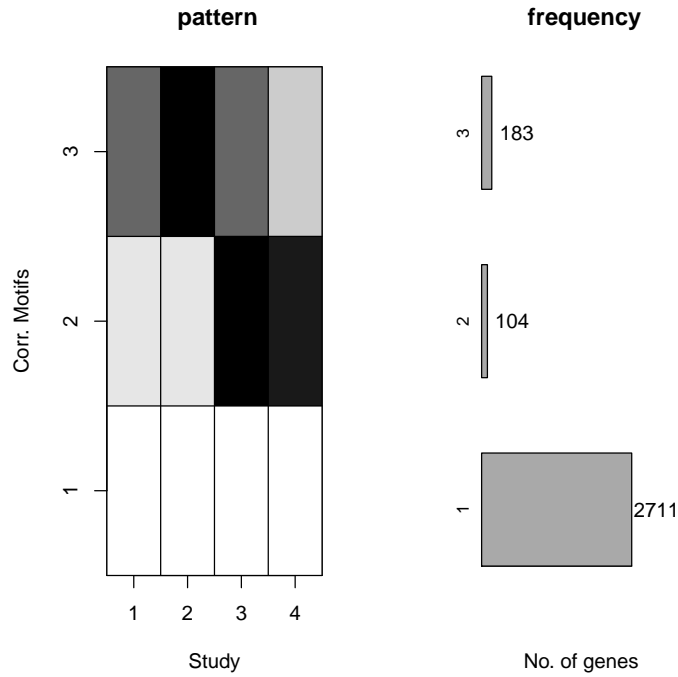 pattern
frequency
3
3
183
Corr. Motifs
2
2
104
1
1
2711
1 2 3 4
Study
No. of genes